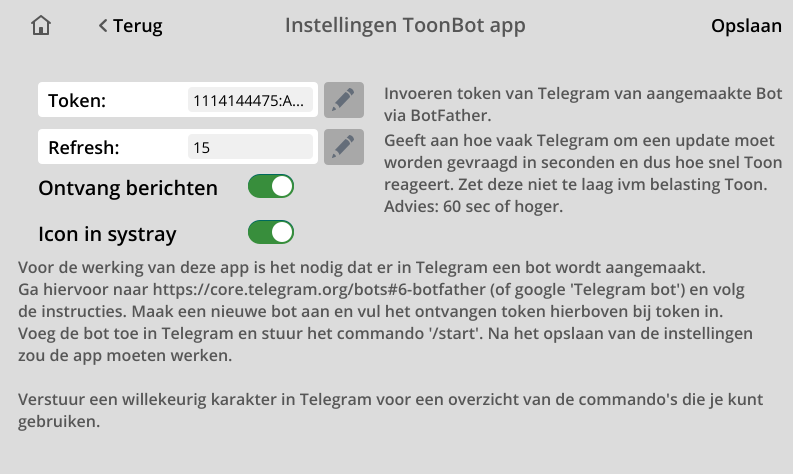 Terug
Instellingen ToonBot app
Opslaan
Token:
1114144475:A...
Invoeren token van Telegram van aangemaakte Bot
via BotFather.
Refresh:
15
Geeft aan hoe vaak Telegram om een update moet
worden gevraagd in seconden en dus hoe snel Toon
reageert. Zet deze niet te laag ivm belasting Toon.
Advies: 60 sec of hoger.
Ontvang berichten
Icon in systray
Voor de werking van deze app is het nodig dat er in Telegram een bot wordt aangemaakt.
Ga hiervoor naar https://core.telegram.org/bots#6-botfather (of google 'Telegram bot') en volg
de instructies. Maak een nieuwe bot aan en vul het ontvangen token hierboven bij token in.
Voeg de bot toe in Telegram en stuur het commando '/start'. Na het opslaan van de instellingen
zou de app moeten werken.
Verstuur een willekeurig karakter in Telegram voor een overzicht van de commando's die je kunt
gebruiken.